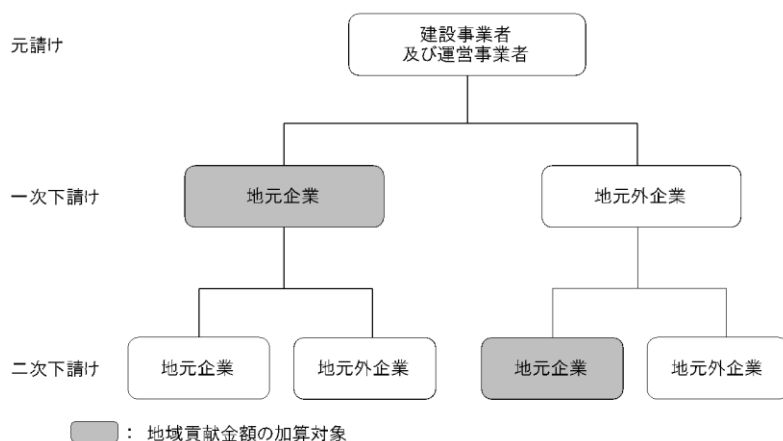 元請け
建設事業者
及び運営事業者
一次下請け
地元企業
地元外企業
二次下請け
地元企業
地元外企業
地元企業
地元外企業
： 地域貢献金額の加算対象